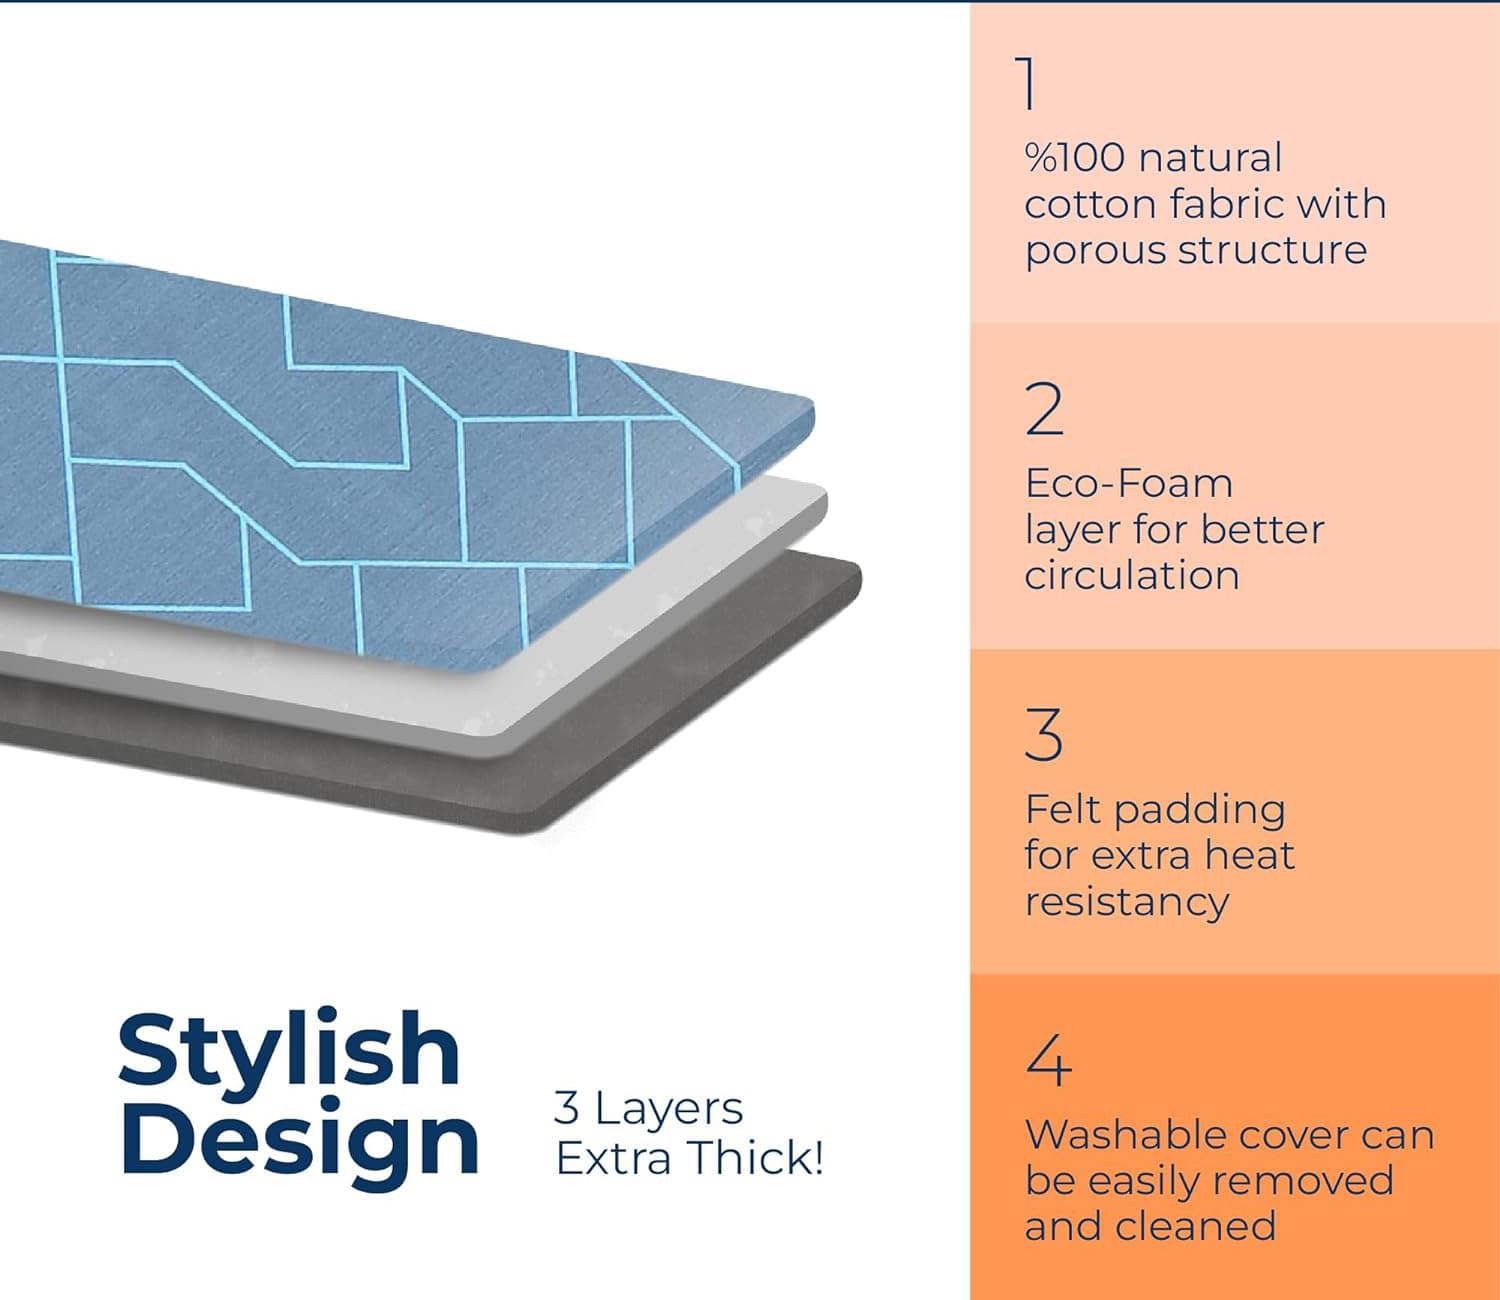 1
%100 natural
cotton fabric with
porous structure
2
Eco-Foam
layer for better
circulation
3
Felt padding
for extra heat
resistancy
4
Washable cover can
be easily removed
and cleaned
Stylish
Design
3 Layers
Extra Thick!